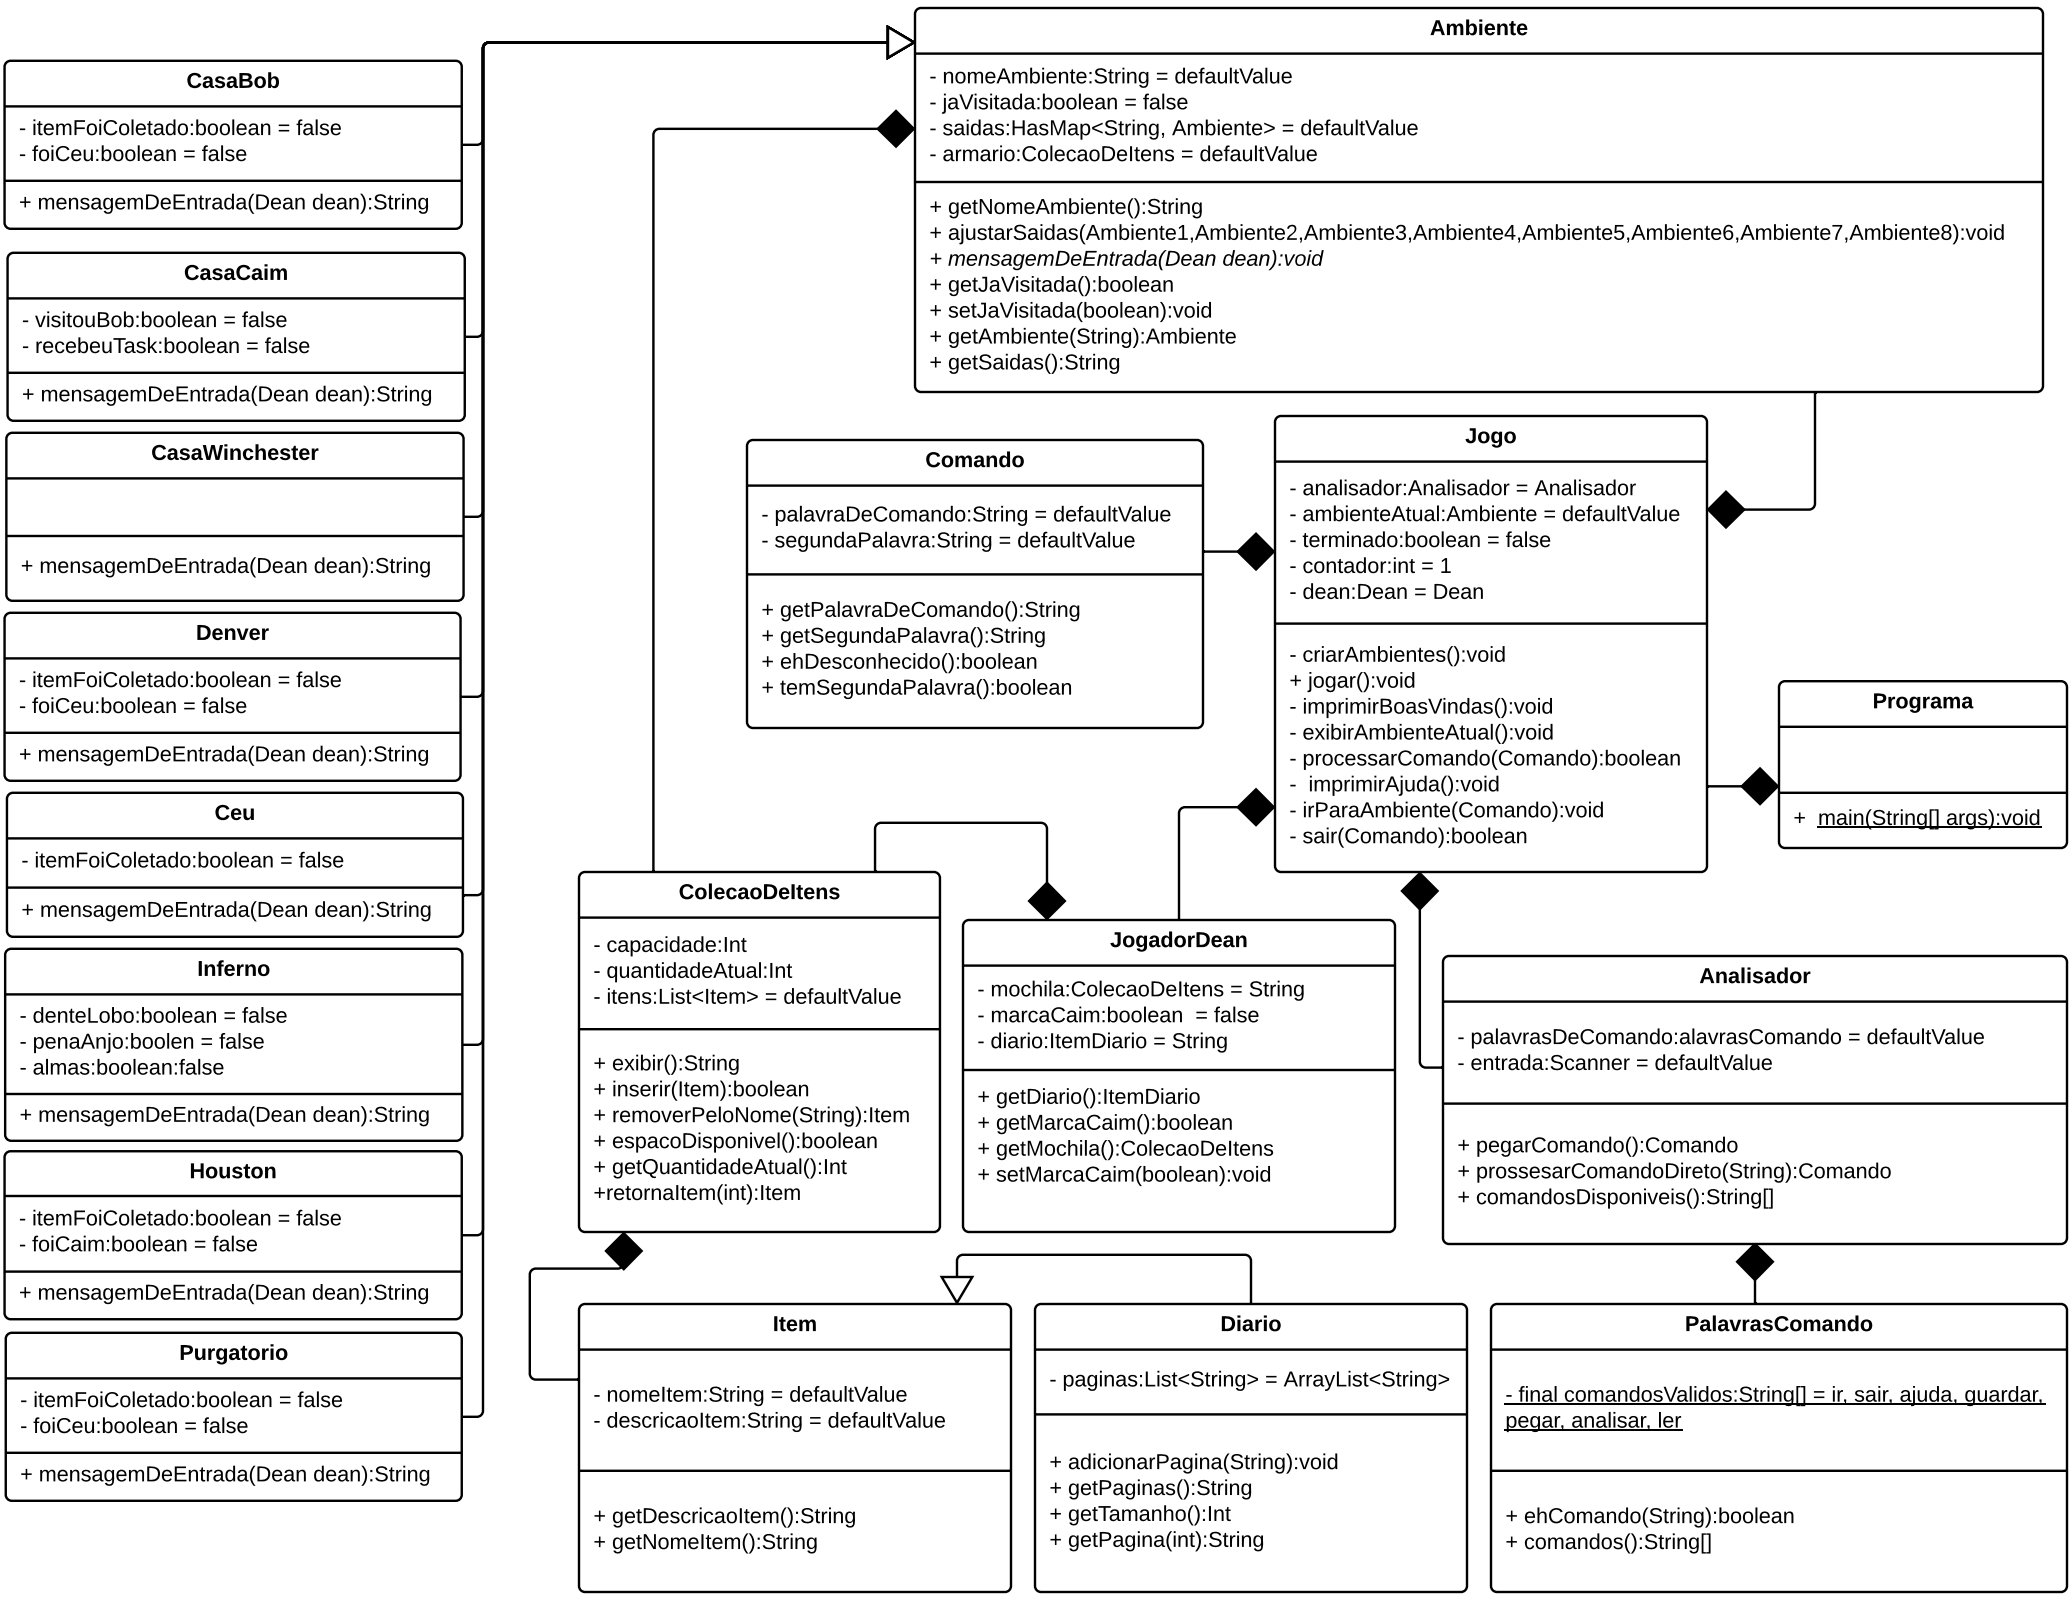 Ambiente
- nomeAmbiente:String = defaultValue
- jaVisitada:boolean = false
- saidas:HasMap<String, Ambiente> = defaultValue
- armario:ColecaoDeItens = defaultValue
+ getNomeAmbiente():String
+ ajustarSaidas(Ambiente1,Ambiente2,Ambiente3,Ambiente4,Ambiente5,Ambiente6,Ambiente7,Ambiente8):void
+ mensagemDeEntrada(Dean dean):void
+ getJaVisitada():boolean
+ setJaVisitada(boolean):void
+ getAmbiente(String):Ambiente
+ getSaidas():String
CasaBob
- itemFoiColetado:boolean = false
- foiCeu:boolean = false
+ mensagemDeEntrada(Dean dean):String
CasaCaim
- visitouBob:boolean = false
- recebeuTask:boolean = false
+ mensagemDeEntrada(Dean dean):String
CasaWinchester
+ mensagemDeEntrada(Dean dean):String
Denver
- itemFoiColetado:boolean = false
- foiCeu:boolean = false
+ mensagemDeEntrada(Dean dean):String
Ceu
- itemFoiColetado:boolean = false
+ mensagemDeEntrada(Dean dean):String
Inferno
- denteLobo:boolean = false
- penaAnjo:boolen = false
- almas:boolean:false
+ mensagemDeEntrada(Dean dean):String
Houston
- itemFoiColetado:boolean = false
- foiCaim:boolean = false
+ mensagemDeEntrada(Dean dean):String
Purgatorio
- itemFoiColetado:boolean = false
- foiCeu:boolean = false
+ mensagemDeEntrada(Dean dean):String
Comando
- palavraDeComando:String = defaultValue
- segundaPalavra:String = defaultValue
+ getPalavraDeComando():String
+ getSegundaPalavra():String
+ ehDesconhecido():boolean
+ temSegundaPalavra():boolean
Jogo
- analisador:Analisador = Analisador
- ambienteAtual:Ambiente = defaultValue
- terminado:boolean = false
- contador:int = 1
- dean:Dean = Dean
- criarAmbientes():void
+ jogar():void
- imprimirBoasVindas():void
- exibirAmbienteAtual():void
- processarComando(Comando):boolean
-  imprimirAjuda():void
- irParaAmbiente(Comando):void
- sair(Comando):boolean
Programa
+  main(String[] args):void
ColecaoDeItens
- capacidade:Int
- quantidadeAtual:Int
- itens:List<Item> = defaultValue
+ exibir():String
+ inserir(Item):boolean
+ removerPeloNome(String):Item
+ espacoDisponivel():boolean
+ getQuantidadeAtual():Int
+retornaItem(int):Item
JogadorDean
- mochila:ColecaoDeItens = String
- marcaCaim:boolean  = false
- diario:ItemDiario = String
+ getDiario():ItemDiario
+ getMarcaCaim():boolean
+ getMochila():ColecaoDeItens
+ setMarcaCaim(boolean):void
Analisador
- palavrasDeComando:alavrasComando = defaultValue
- entrada:Scanner = defaultValue
+ pegarComando():Comando
+ prossesarComandoDireto(String):Comando
+ comandosDisponiveis():String[]
Item
- nomeItem:String = defaultValue
- descricaoItem:String = defaultValue
+ getDescricaoItem():String
+ getNomeItem():String
Diario
- paginas:List<String> = ArrayList<String>
+ adicionarPagina(String):void
+ getPaginas():String
+ getTamanho():Int
+ getPagina(int):String
PalavrasComando
- final comandosValidos:String[] = ir, sair, ajuda, guardar,
pegar, analisar, ler
+ ehComando(String):boolean
+ comandos():String[]